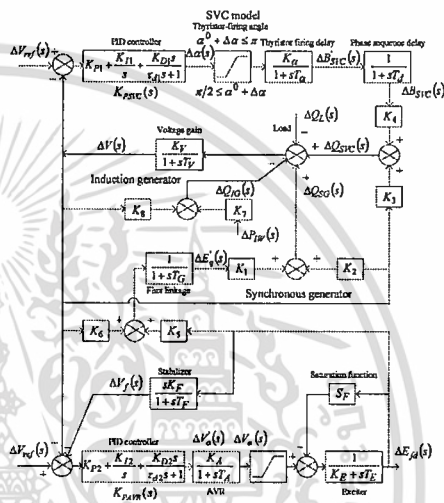 SVC model
Thyristor-firing angle
α⁰ + Δα ≤ π
PID controller
Thyristor firing delay
Phase sequence delay
ΔV_ref(s)
K_P1 + K_I1/s + K_D1 s/(τ_d1 s+1)
Δα(s)
K_α/(1+sT_α)
ΔB'_SVC(s)
1/(1+sT_d)
K_PSVC(s)
π/2 ≤ α⁰ + Δα
ΔB_SVC(s)
ΔQ_L(s)
K_4
Load
Voltage gain
ΔV(s)
K_V/(1+sT_V)
ΔQ_SVC(s)
Induction generator
ΔQ_IG(s)
ΔQ_SG(s)
K_3
K_8
K_7
ΔP_IW(s)
1/(1+sT_G)
ΔE'_q(s)
K_1
K_2
Flux linkage
Synchronous generator
K_6
K_5
Stabilizer
ΔV_f(s)
sK_F/(1+sT_F)
Saturation function
S_F
PID controller
ΔV_a(s)
ΔV_a(s)
ΔV_ref(s)
K_P2 + K_I2/s + K_D2 s/(τ_d2 s+1)
K_A/(1+sT_A)
1/(K_E+sT_E)
ΔE_fd(s)
K_PAVR(s)
AVR
Exciter